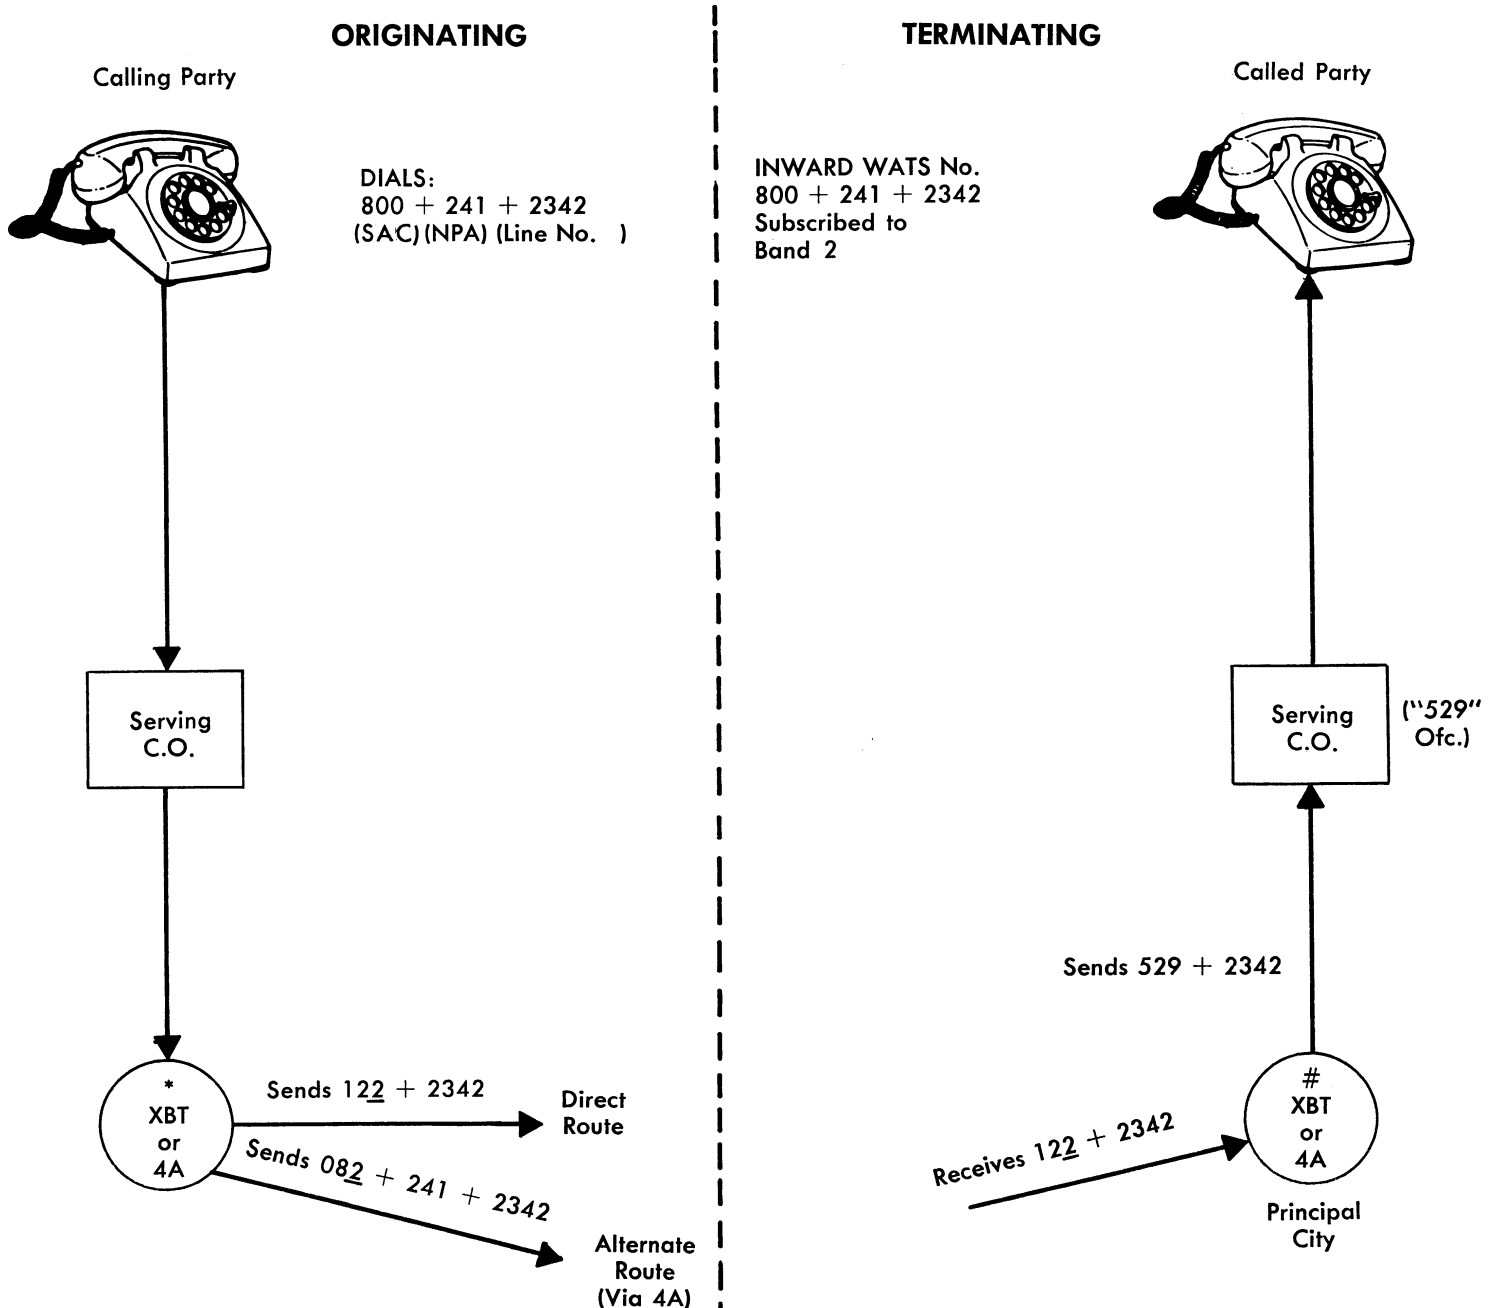 ORIGINATING
Calling Party
DIALS:
800 + 241 + 2342
(SAC) (NPA) (Line No. )
Serving
C.O.
*
XBT
or
4A
Sends 122 + 2342
Direct
Route
Sends 082 + 241 + 2342
Alternate
Route
(Via 4A)
TERMINATING
Called Party
INWARD WATS No.
800 + 241 + 2342
Subscribed to
Band 2
Serving
C.O.
("529"
Ofc.)
Sends 529 + 2342
Receives 122 + 2342
#
XBT
or
4A
Principal
City